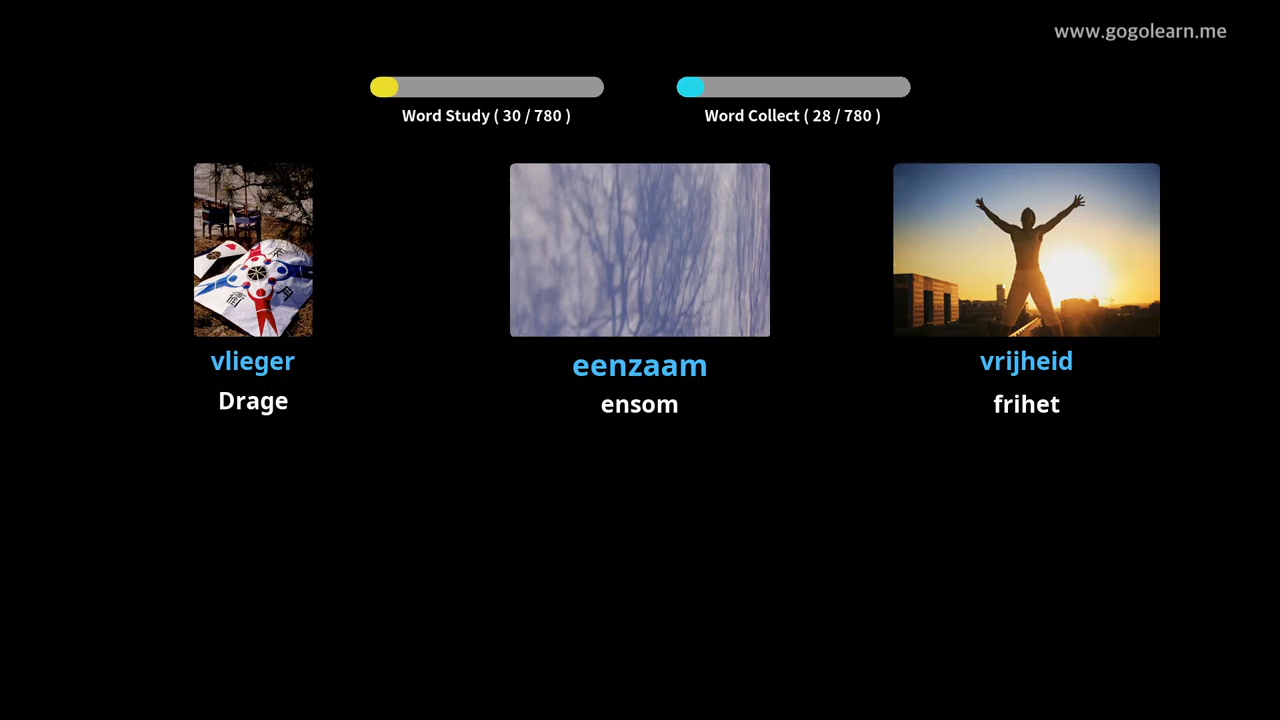 www.gogolearn.me
Word Study ( 30 / 780 )
Word Collect ( 28 / 780 )
vlieger
Drage
eenzaam
ensom
vrijheid
frihet